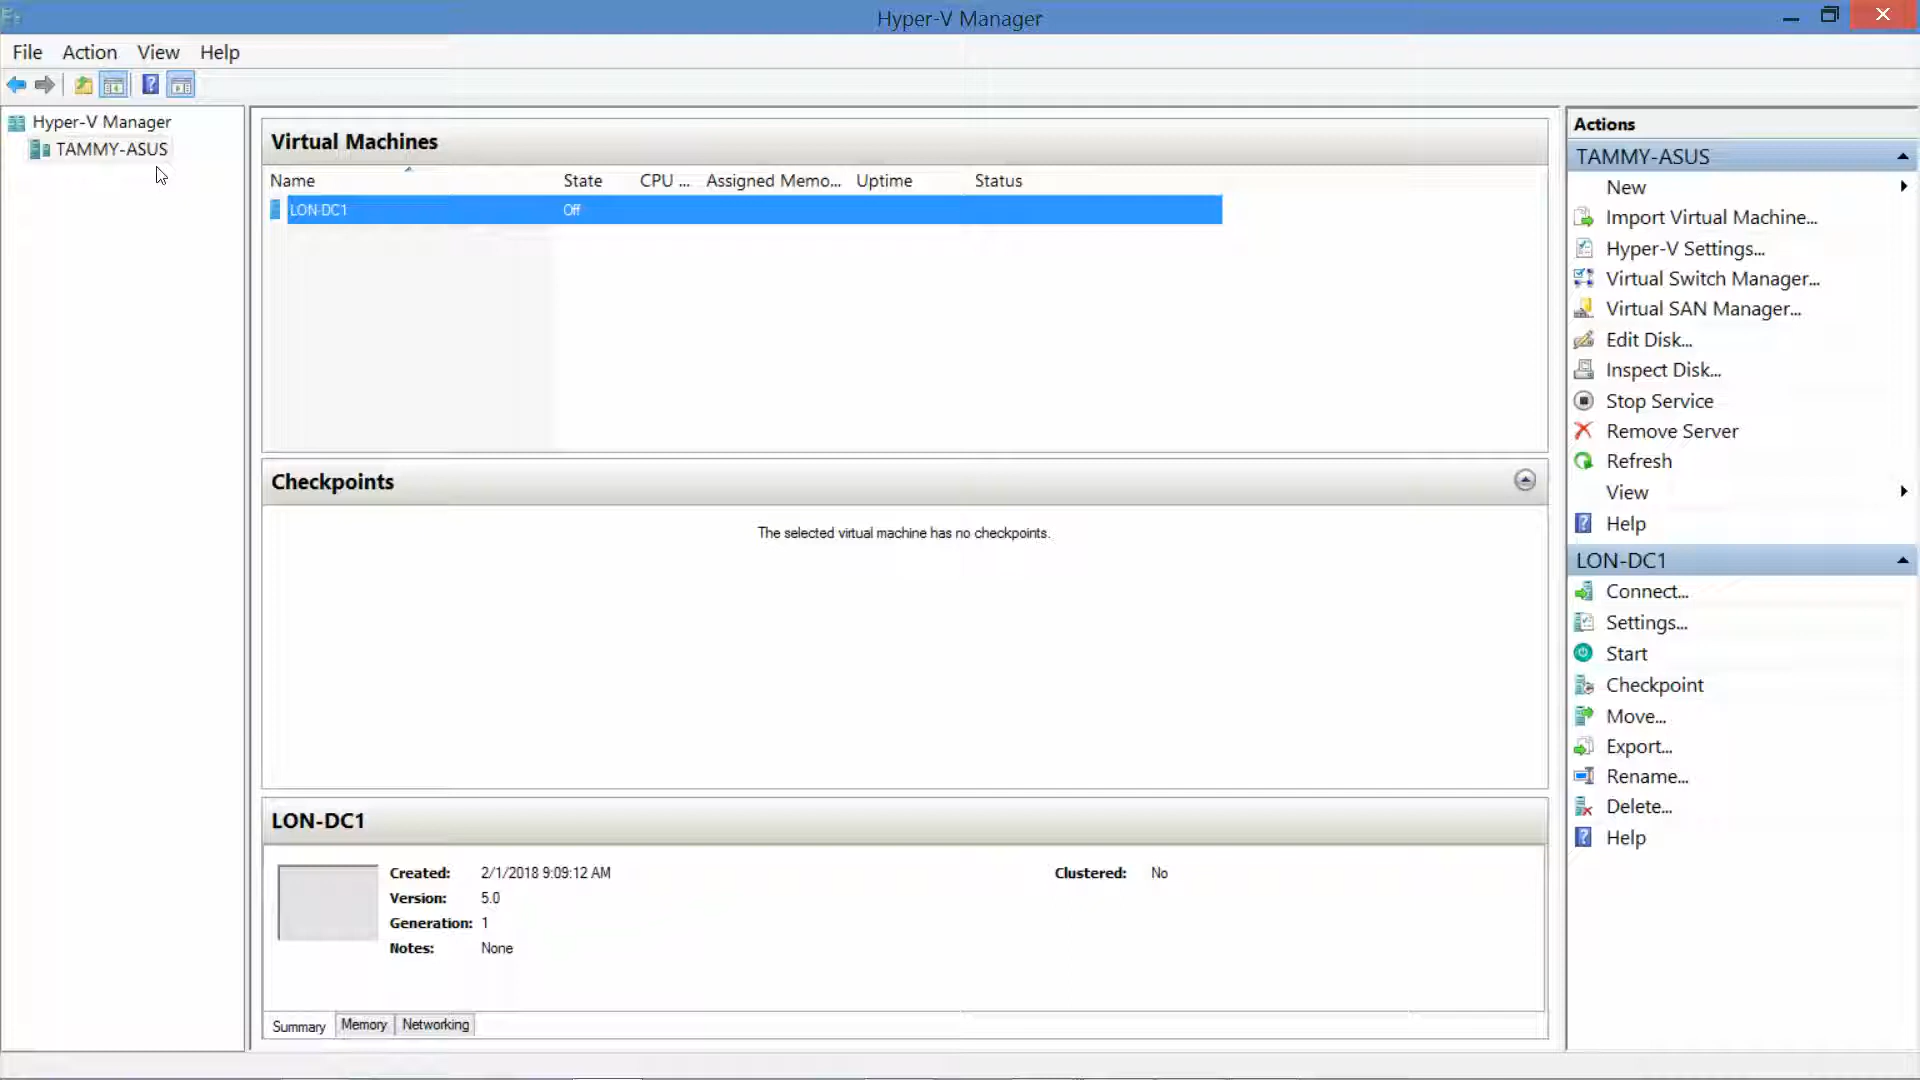 Hyper-V Manager
File Action View Help
Hyper-V Manager
TAMMY-ASUS
Virtual Machines
Name State CPU ... Assigned Memo... Uptime Status
LON-DC1 Off
Checkpoints
The selected virtual machine has no checkpoints.
LON-DC1
Created: 2/1/2018 9:09:12 AM Clustered: No
Version: 5.0
Generation: 1
Notes: None
Summary Memory Networking
Actions
TAMMY-ASUS
New
Import Virtual Machine...
Hyper-V Settings...
Virtual Switch Manager...
Virtual SAN Manager...
Edit Disk...
Inspect Disk...
Stop Service
Remove Server
Refresh
View
Help
LON-DC1
Connect...
Settings...
Start
Checkpoint
Move...
Export...
Rename...
Delete...
Help